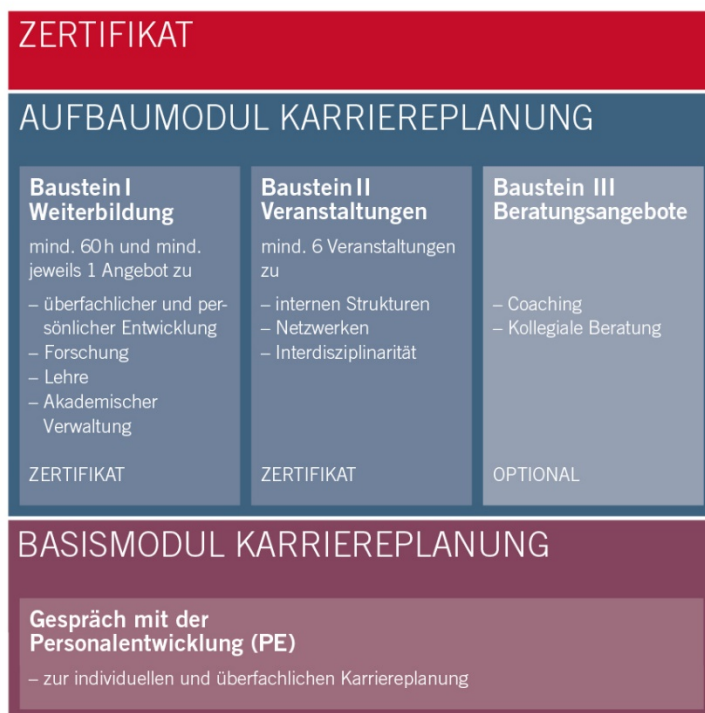 ZERTIFIKAT
AUFBAUMODUL KARRIEREPLANUNG
Baustein I
Weiterbildung
mind. 60 h und mind.
jeweils 1 Angebot zu
– überfachlicher und per-
sönlicher Entwicklung
– Forschung
– Lehre
– Akademischer
Verwaltung
ZERTIFIKAT
Baustein II
Veranstaltungen
mind. 6 Veranstaltungen
zu
– internen Strukturen
– Netzwerken
– Interdisziplinarität
ZERTIFIKAT
Baustein III
Beratungsangebote
– Coaching
– Kollegiale Beratung
OPTIONAL
BASISMODUL KARRIEREPLANUNG
Gespräch mit der
Personalentwicklung (PE)
– zur individuellen und überfachlichen Karriereplanung